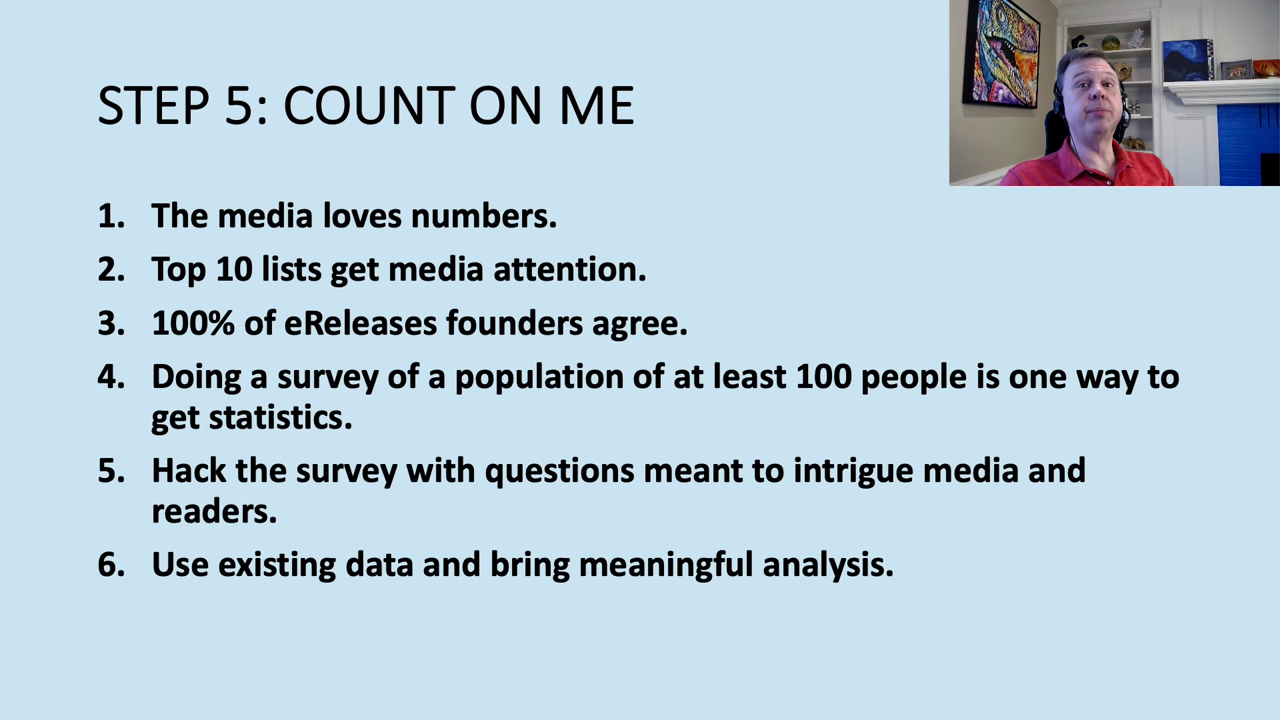 STEP 5: COUNT ON ME
1. The media loves numbers.
2. Top 10 lists get media attention.
3. 100% of eReleases founders agree.
4. Doing a survey of a population of at least 100 people is one way to
get statistics.
5. Hack the survey with questions meant to intrigue media and
readers.
6. Use existing data and bring meaningful analysis.